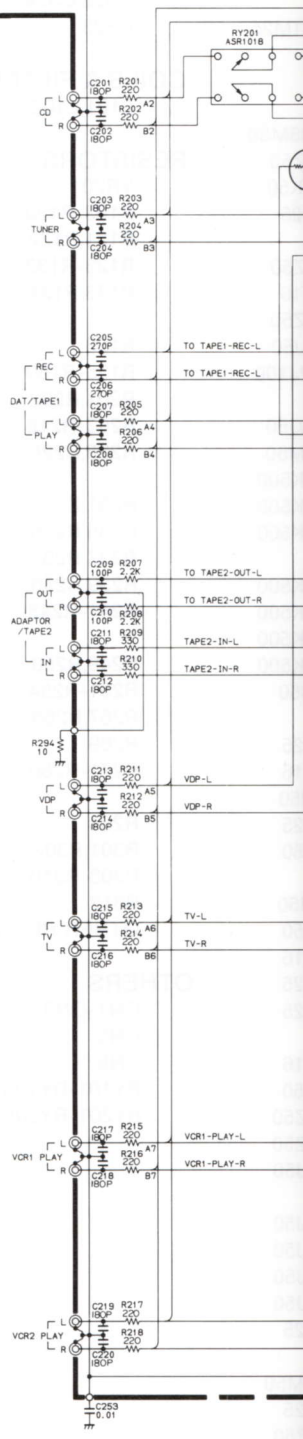 RY201
ASR101B
C201
180P
R201
220
A2
L
CD
R202
220
B2
R
C202
180P
C203
180P
R203
220
A3
L
TUNER
R204
220
B3
R
C204
180P
C205
270P
L
TO TAPE1-REC-L
REC
R
TO TAPE1-REC-L
C206
270P
DAT/TAPE1
C207
180P
R205
220
A4
L
PLAY
R206
220
B4
R
C208
180P
C209
100P
R207
2.2K
L
TO TAPE2-OUT-L
OUT
R
TO TAPE2-OUT-R
C210
100P
R208
2.2K
ADAPTOR
/TAPE2
C211
180P
R209
330
L
TAPE2-IN-L
IN
R210
330
R
TAPE2-IN-R
C212
180P
R294
10
C213
180P
R211
220
A5
L
VDP-L
VDP
R212
220
B5
R
VDP-R
C214
180P
C215
180P
R213
220
A6
L
TV-L
TV
R214
220
B6
R
TV-R
C216
180P
C217
180P
R215
220
A7
L
VCR1-PLAY-L
VCR1 PLAY
R216
220
B7
R
VCR1-PLAY-R
C218
180P
C219
180P
R217
220
L
VCR2 PLAY
R218
220
R
C220
180P
C253
0.01